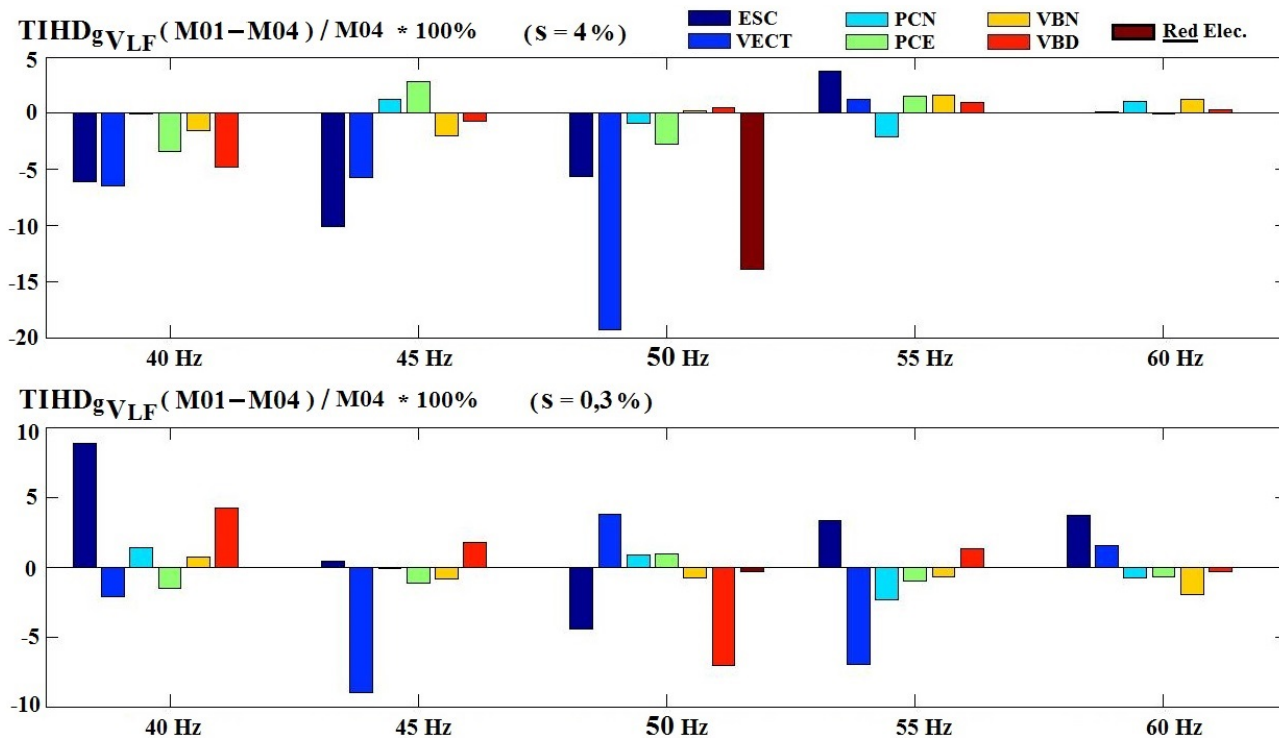 TIHDgVLF(M01−M04) / M04 * 100% (s = 4%)
ESC PCN VBN Red Elec.
VECT PCE VBD
5
0
-5
-10
-15
-20
40 Hz 45 Hz 50 Hz 55 Hz 60 Hz
TIHDgVLF(M01−M04) / M04 * 100% (s = 0,3%)
10
5
0
-5
-10
40 Hz 45 Hz 50 Hz 55 Hz 60 Hz